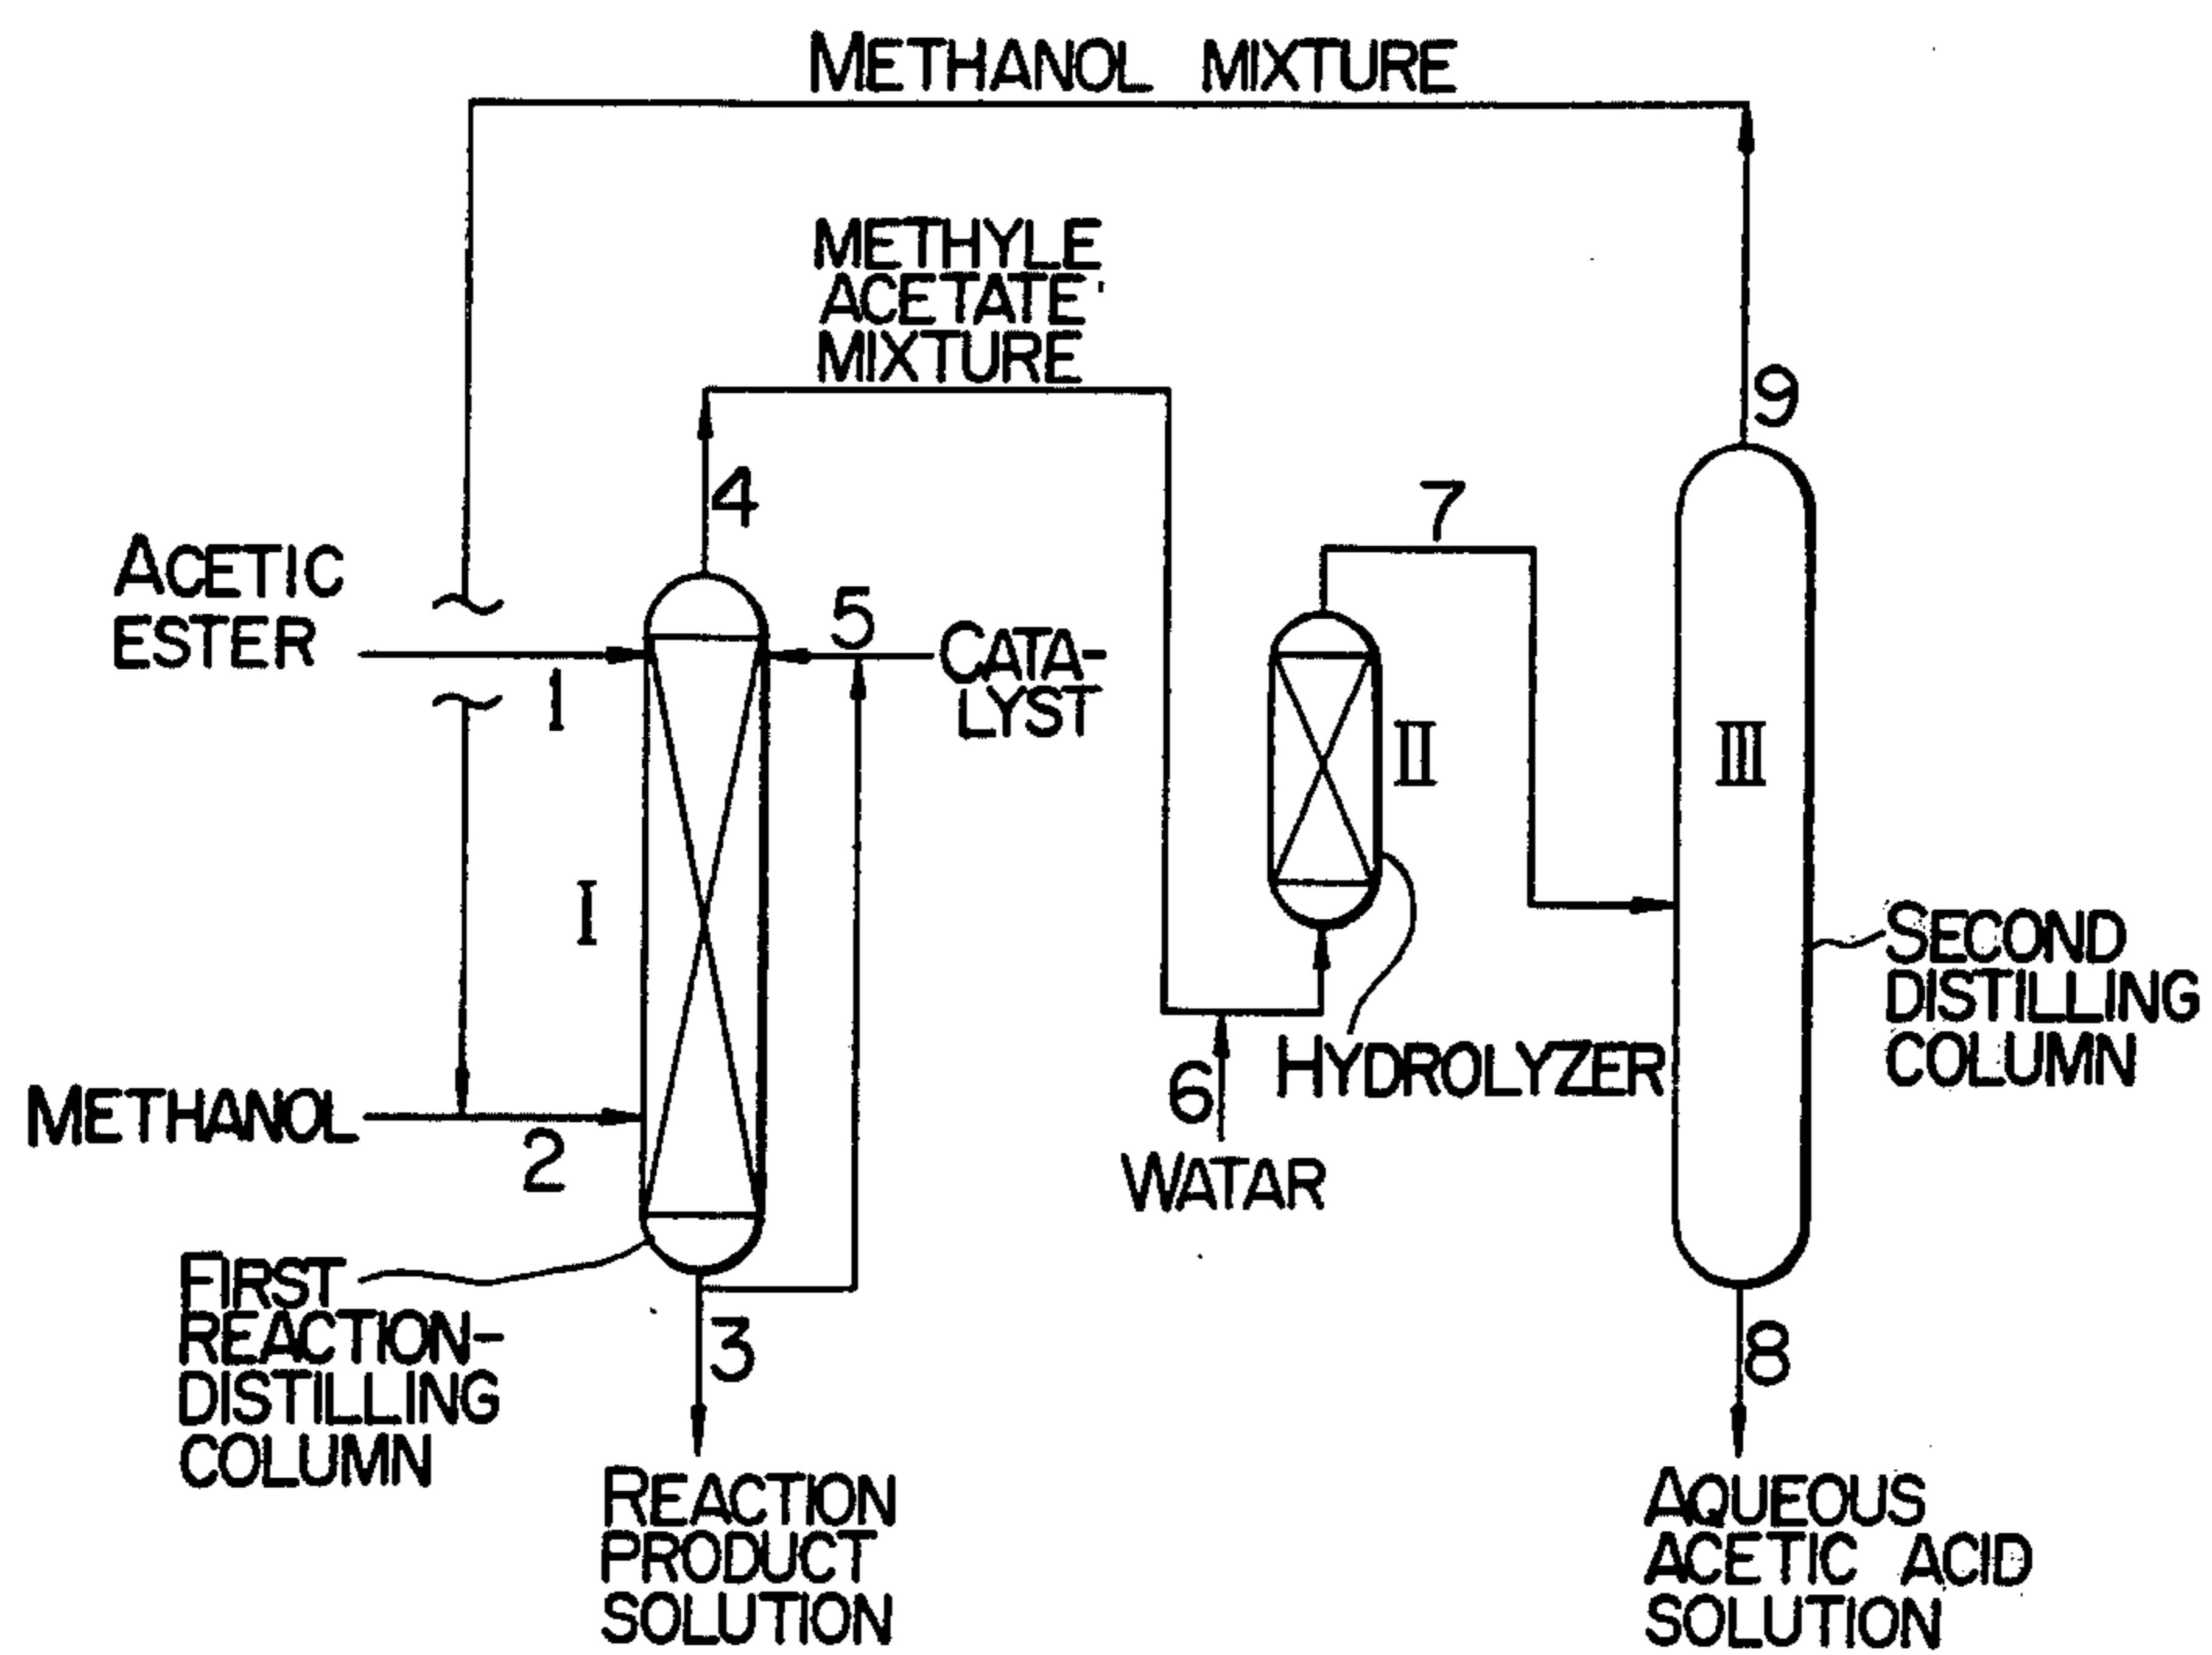 METHANOL MIXTURE
METHYLE
ACETATE
MIXTURE
9
4
7
ACETIC
ESTER
5
CATA-
LYST
1
II
III
I
SECOND
DISTILLING
COLUMN
HYDROLYZER
6
METHANOL
2
WATAR
FIRST
REACTION-
DISTILLING
COLUMN
3
8
REACTION
PRODUCT
SOLUTION
AQUEOUS
ACETIC ACID
SOLUTION